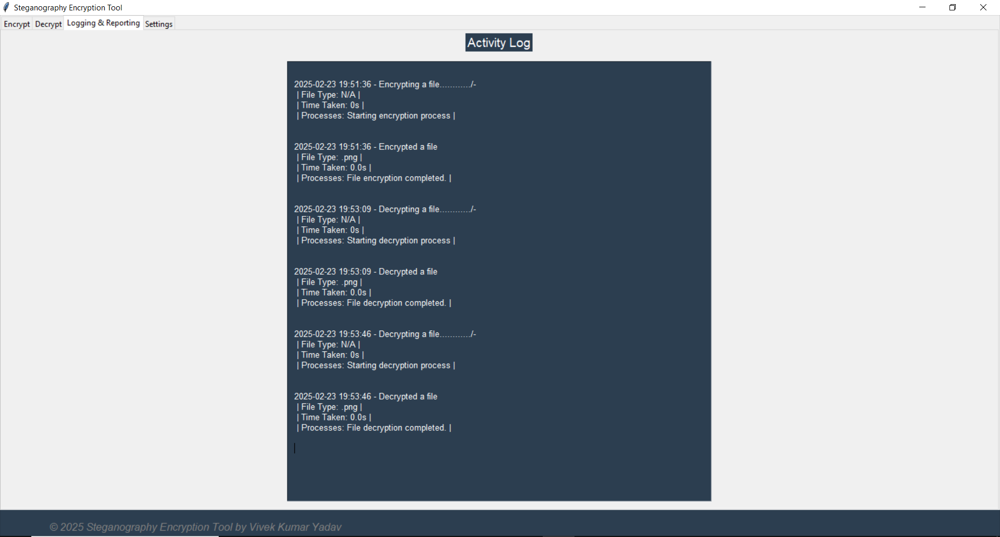 Steganography Encryption Tool
Encrypt Decrypt Logging & Reporting Settings
Activity Log
2025-02-23 19:51:36 - Encrypting a file............/-
| File Type: N/A |
| Time Taken: 0s |
| Processes: Starting encryption process |
2025-02-23 19:51:36 - Encrypted a file
| File Type: .png |
| Time Taken: 0.0s |
| Processes: File encryption completed. |
2025-02-23 19:53:09 - Decrypting a file............/-
| File Type: N/A |
| Time Taken: 0s |
| Processes: Starting decryption process |
2025-02-23 19:53:09 - Decrypted a file
| File Type: .png |
| Time Taken: 0.0s |
| Processes: File decryption completed. |
2025-02-23 19:53:46 - Decrypting a file............/-
| File Type: N/A |
| Time Taken: 0s |
| Processes: Starting decryption process |
2025-02-23 19:53:46 - Decrypted a file
| File Type: .png |
| Time Taken: 0.0s |
| Processes: File decryption completed. |
© 2025 Steganography Encryption Tool by Vivek Kumar Yadav